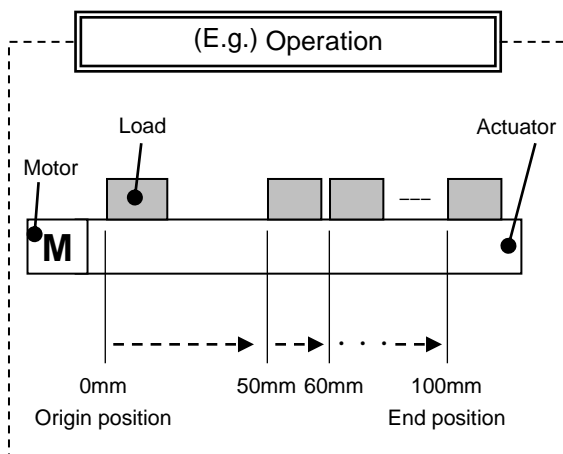 (E.g.) Operation
Load
Actuator
Motor
M
0mm
50mm
60mm
100mm
Origin position
End position